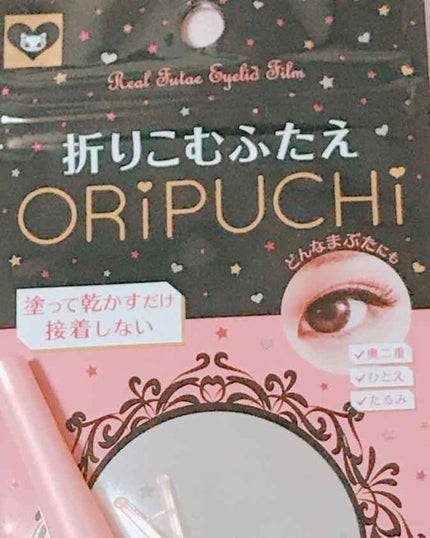 Real Futae Eyelid Film
折りこむふたえ
ORiPUCHi
どんなまぶたにも
塗って乾かすだけ
接着しない
奥二重
ひとえ
たるみ